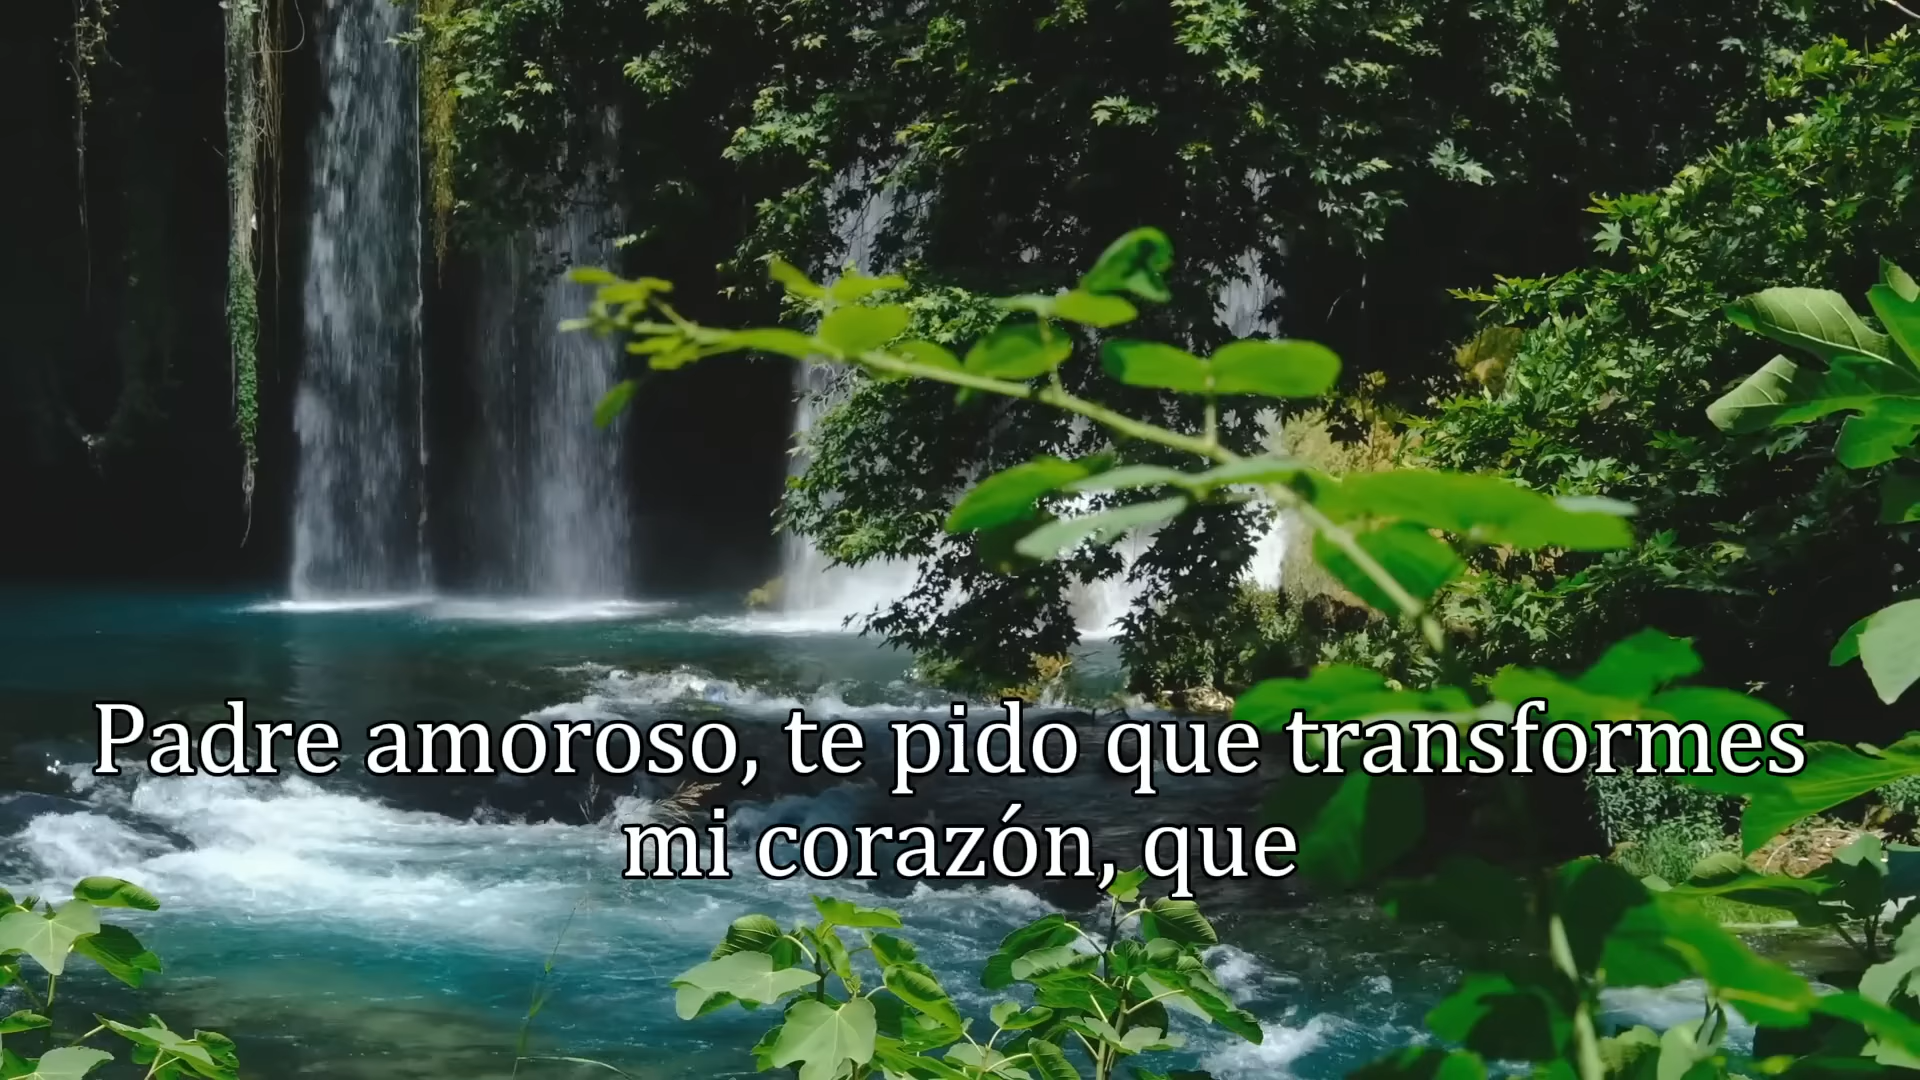 Padre amoroso, te pido que transformes
mi corazón, que